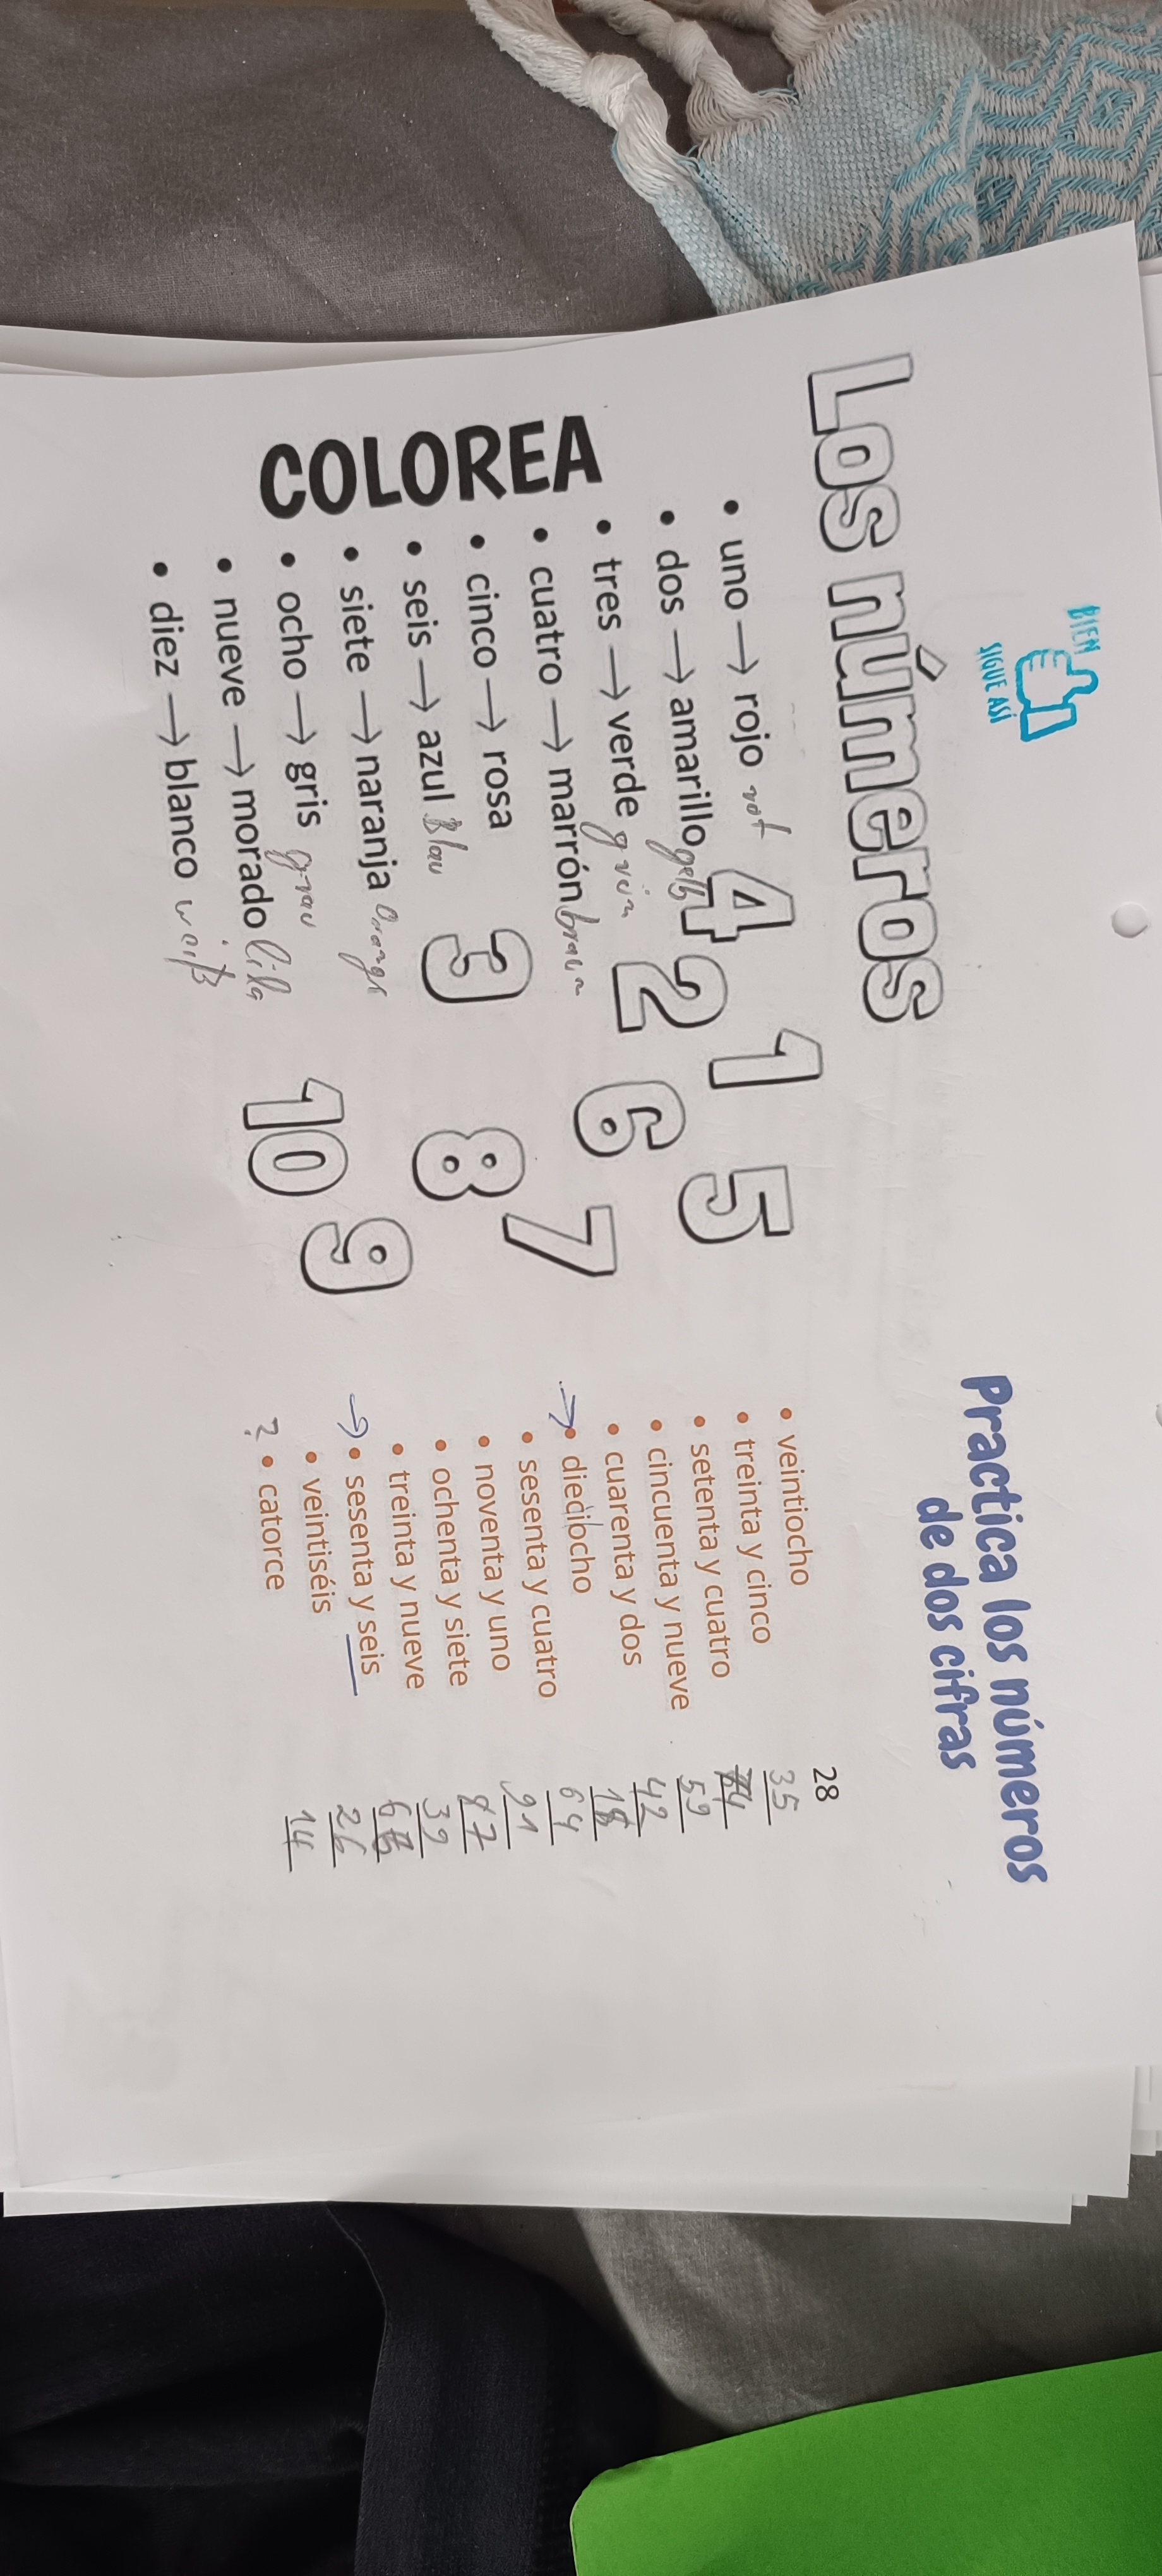 BIEN
SIGUE ASÍ
Los números
COLOREA
• uno → rojo rot
• dos → amarillo gelb
• tres → verde grün
• cuatro → marrón braun
• cinco → rosa
• seis → azul Blau
• siete → naranja Orange
• ocho → gris grau
• nueve → morado lila
• diez → blanco weiß
4
2
1
6
5
3
8
7
10
9
Practica los números
de dos cifras
• veintiocho 28
• treinta y cinco 35
• setenta y cuatro 74
• cincuenta y nueve 59
• cuarenta y dos 42
→ • dieciocho 18
• sesenta y cuatro 64
• noventa y uno 91
• ochenta y siete 87
• treinta y nueve 39
→ • sesenta y seis 66
• veintiséis 26
? • catorce 14